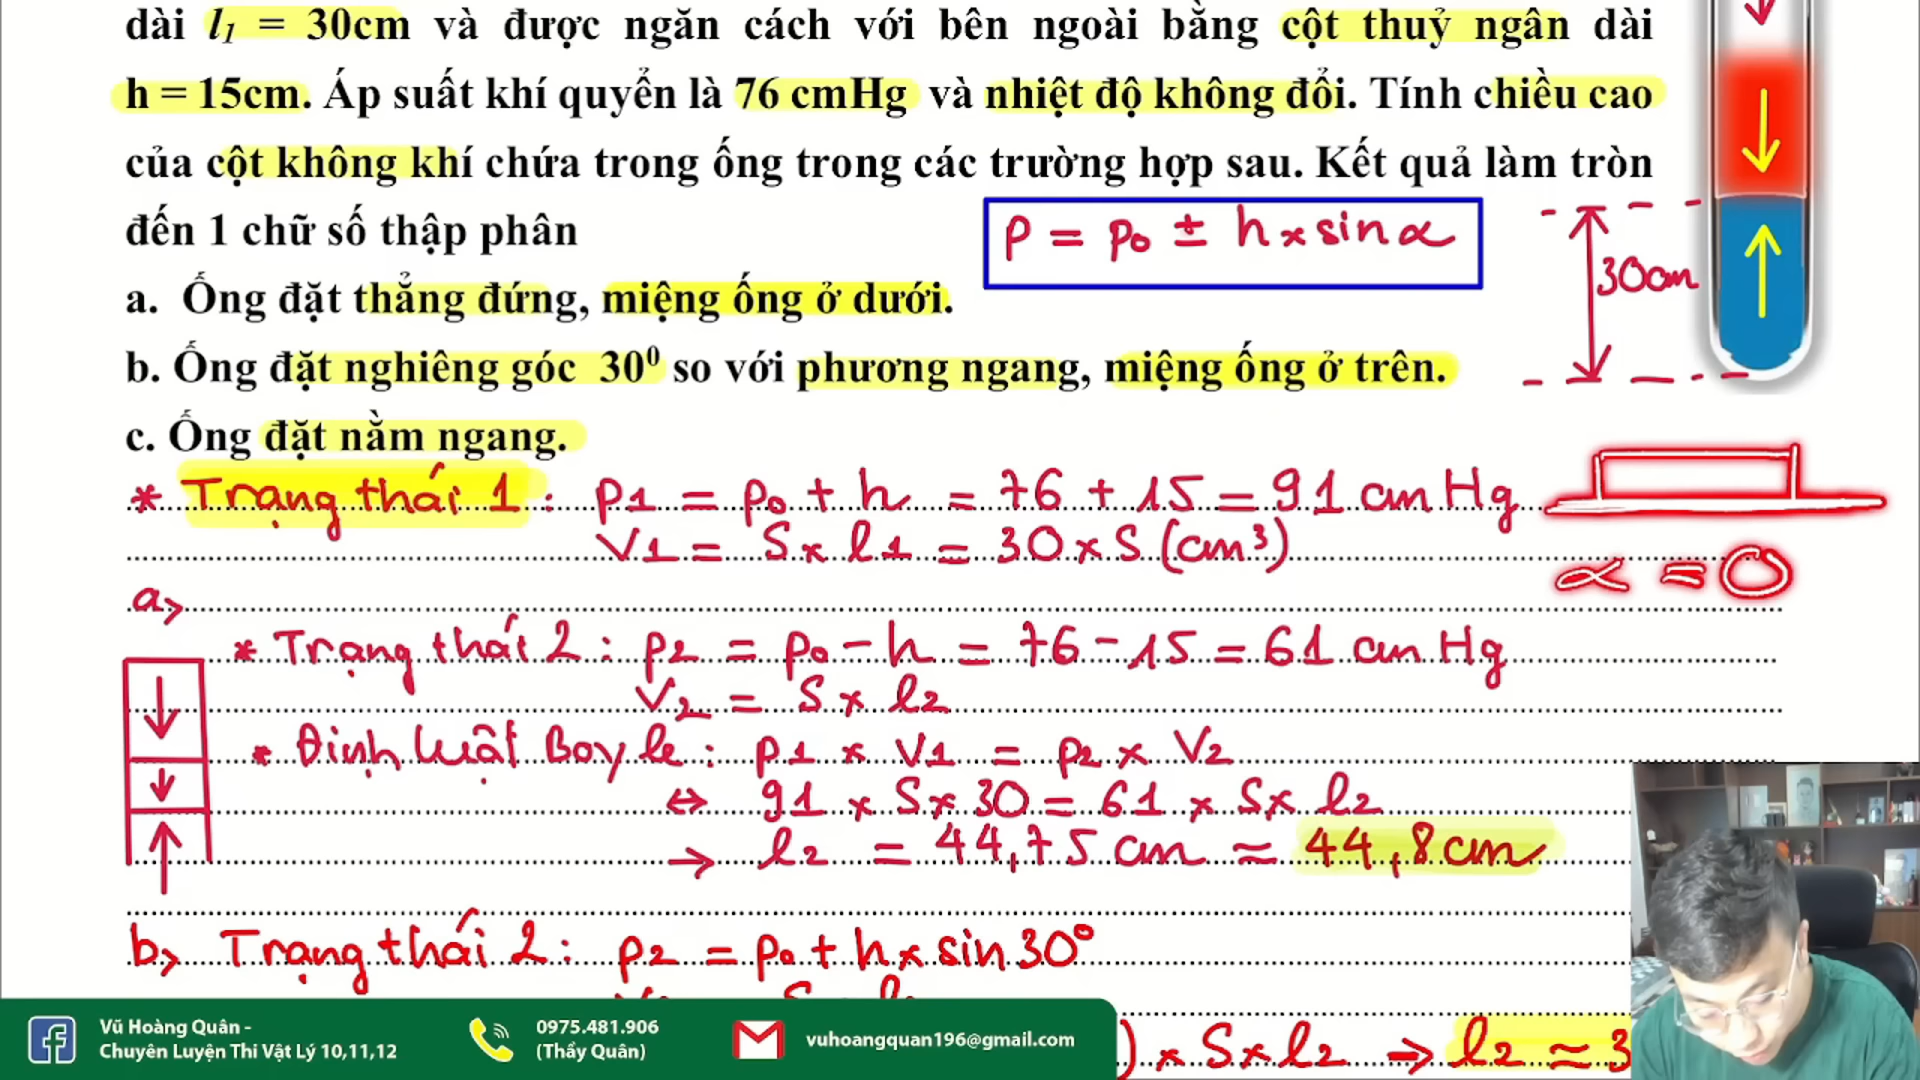 dài l₁ = 30cm và được ngăn cách với bên ngoài bằng cột thuỷ ngân dài
h = 15cm. Áp suất khí quyển là 76 cmHg và nhiệt độ không đổi. Tính chiều cao
của cột không khí chứa trong ống trong các trường hợp sau. Kết quả làm tròn
đến 1 chữ số thập phân
P = p₀ ± h × sin α
30cm
a. Ống đặt thẳng đứng, miệng ống ở dưới.
b. Ống đặt nghiêng góc 30⁰ so với phương ngang, miệng ống ở trên.
c. Ống đặt nằm ngang.
* Trạng thái 1 : P1 = p₀ + h = 76 + 15 = 91 cm Hg
V1 = S × l1 = 30 × S (cm³)
α = 0
a>
* Trạng thái 2 : p2 = p₀ - h = 76 - 15 = 61 cm Hg
V2 = S × l2
* Định luật Boyle : p1 × V1 = p2 × V2
⇔ 91 × S × 30 = 61 × S × l2
→ l2 = 44,75 cm ≈ 44,8 cm
b> Trạng thái 2 : p2 = p₀ + h × sin 30°
) × S × l2 → l2 ≈ 3
Vũ Hoàng Quân -
Chuyên Luyện Thi Vật Lý 10,11,12
0975.481.906
(Thầy Quân)
vuhoangquan196@gmail.com